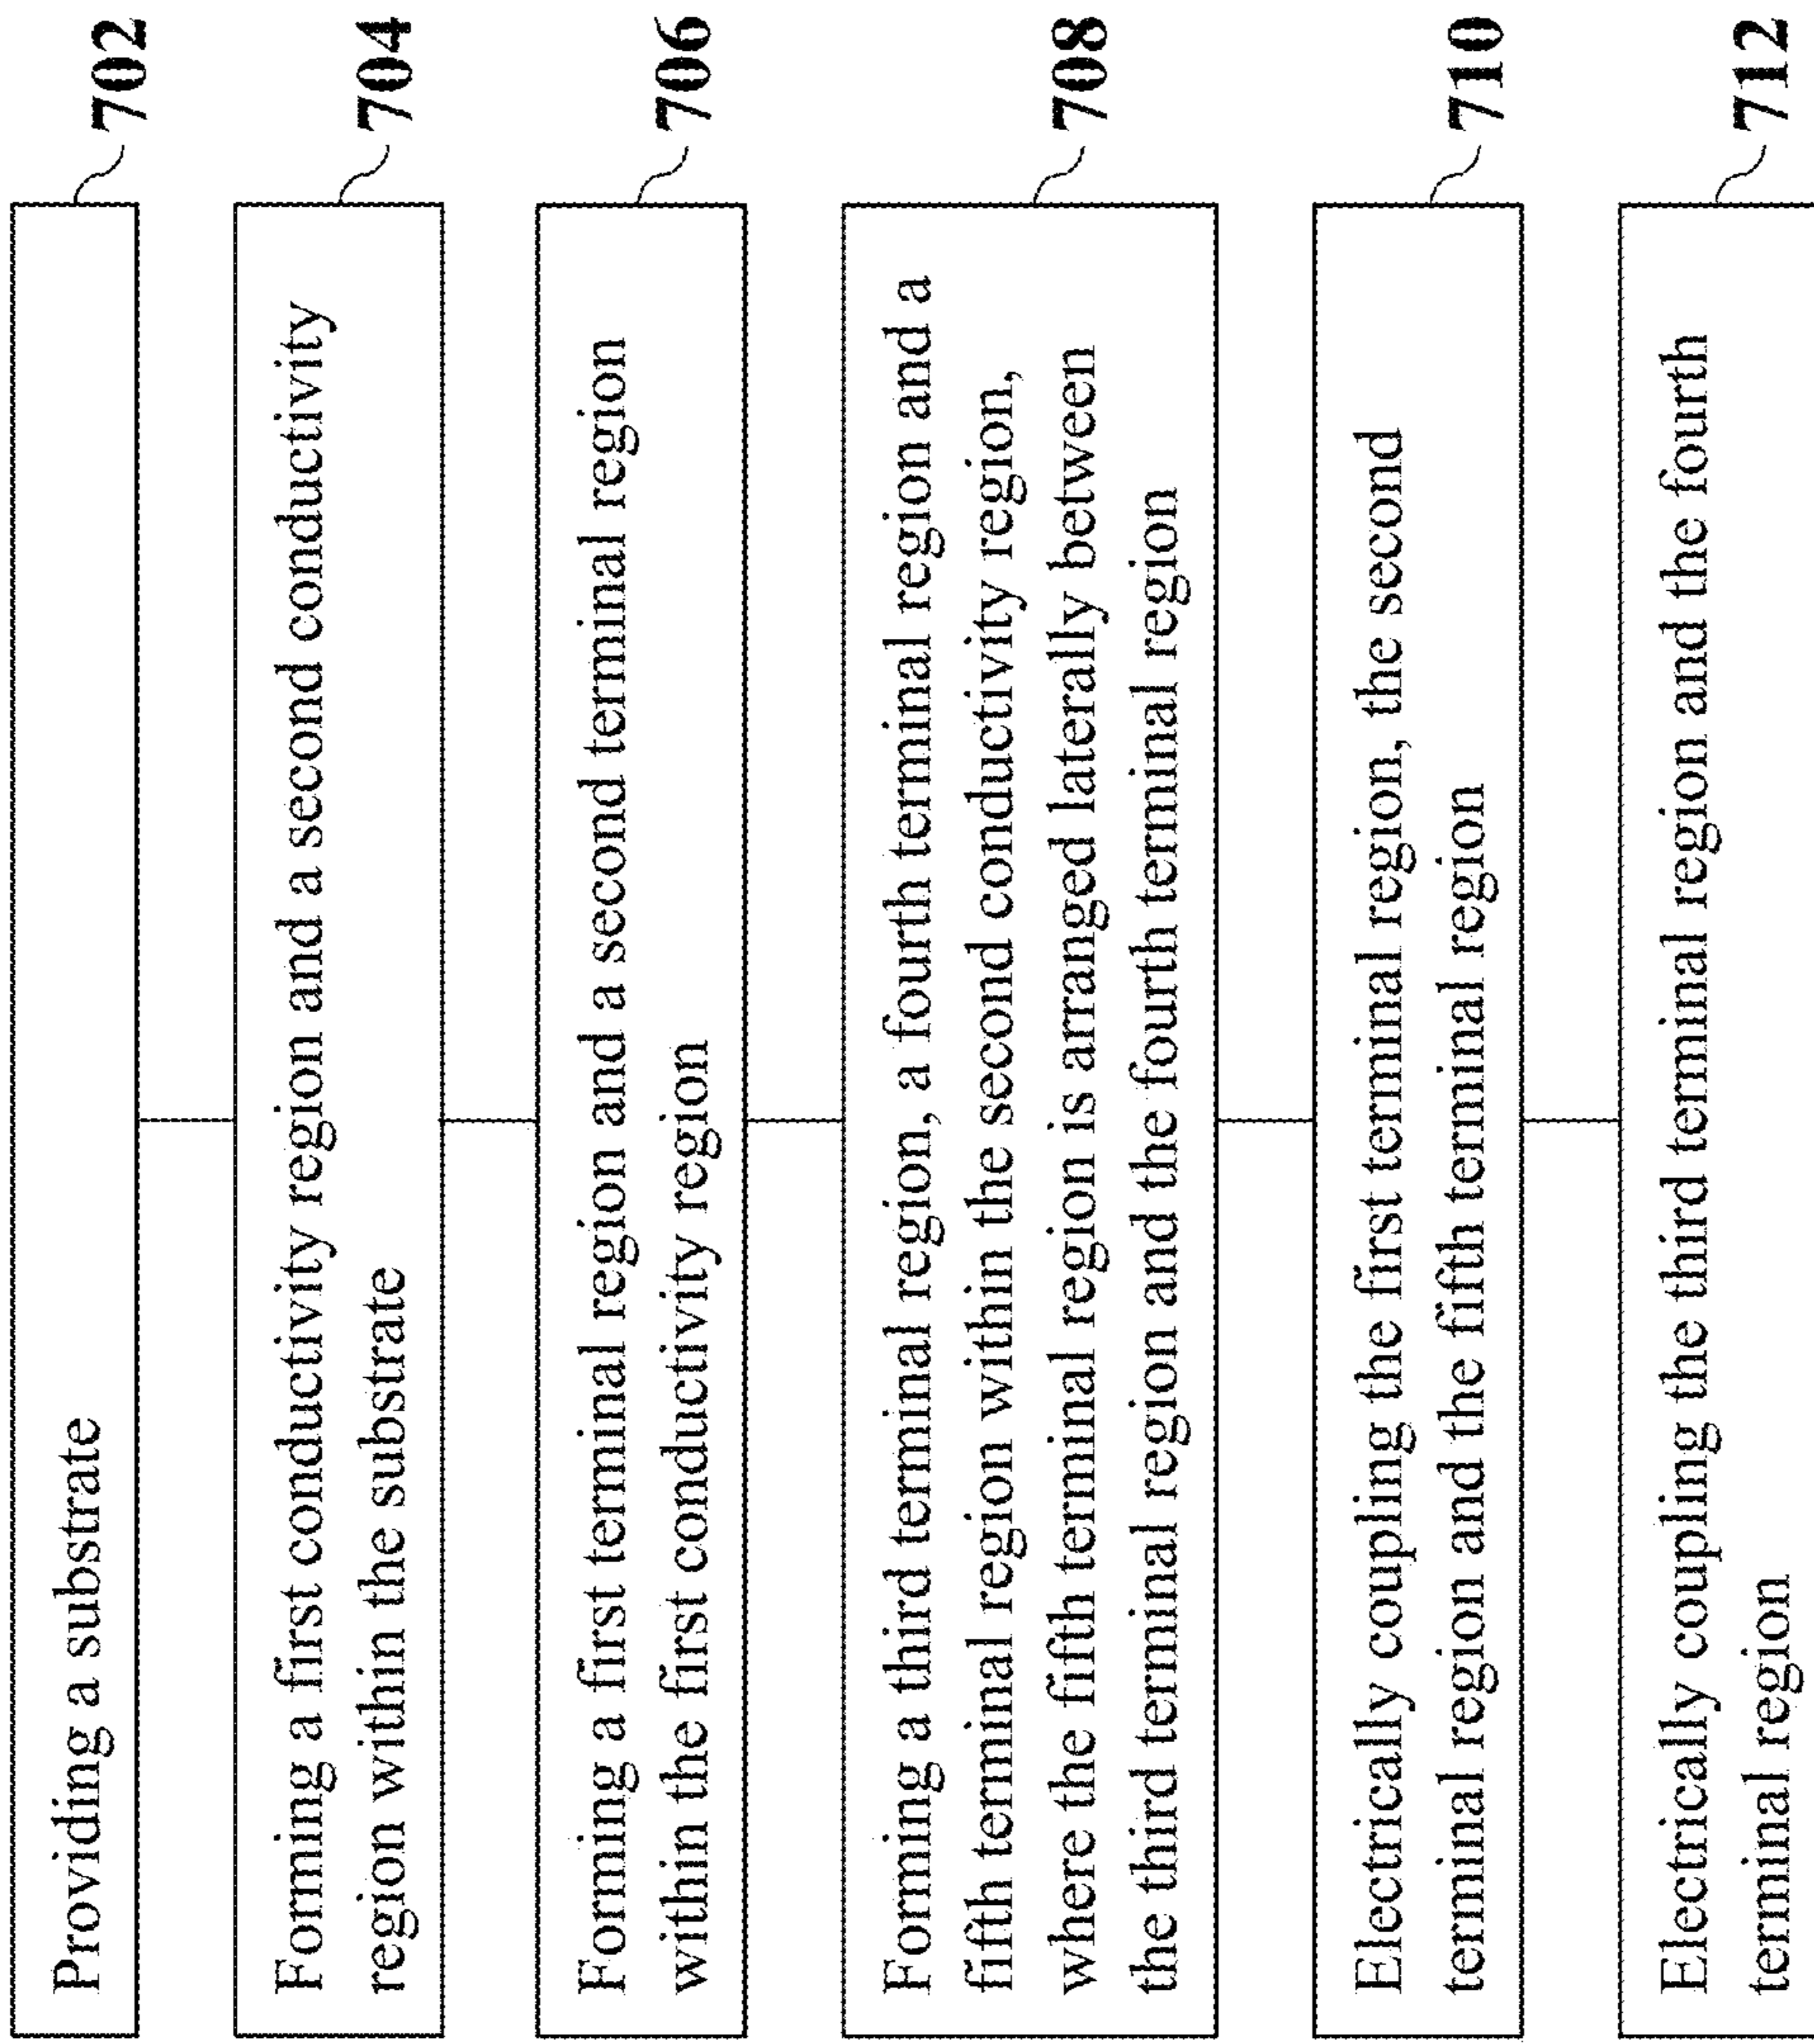 Providing a substrate
702
Forming a first conductivity region and a second conductivity
region within the substrate
704
Forming a first terminal region and a second terminal region
within the first conductivity region
706
Forming a third terminal region, a fourth terminal region and a
fifth terminal region within the second conductivity region,
where the fifth terminal region is arranged laterally between
the third terminal region and the fourth terminal region
708
Electrically coupling the first terminal region, the second
terminal region and the fifth terminal region
710
Electrically coupling the third terminal region and the fourth
terminal region
712